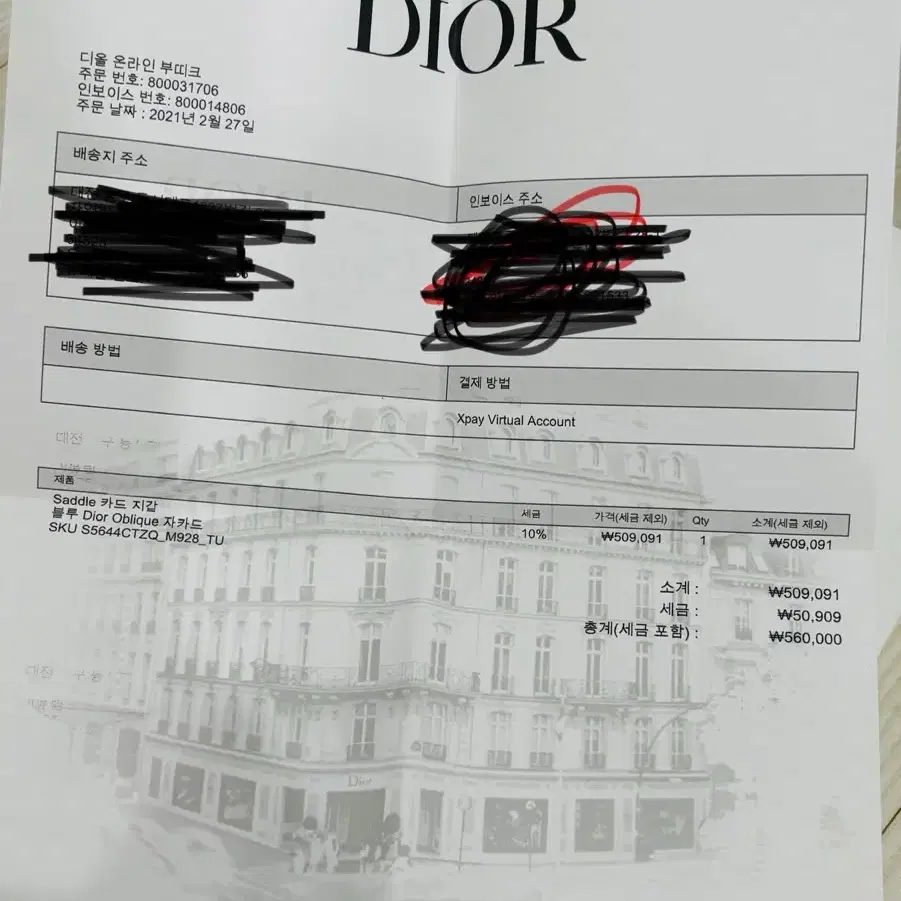 DIOR
디올 온라인 부띠크
주문 번호: 800031706
인보이스 번호: 800014806
주문 날짜 : 2021년 2월 27일
배송지 주소
인보이스 주소
배송 방법
결제 방법
Xpay Virtual Account
대전
제품 세금 가격(세금 제외) Qty 소계(세금 제외)
Saddle 카드 지갑 10% ₩509,091 1 ₩509,091
블루 Dior Oblique 자카드
SKU S5644CTZQ_M928_TU
소계 : ₩509,091
세금 : ₩50,909
총계(세금 포함) : ₩560,000
대전
Dior